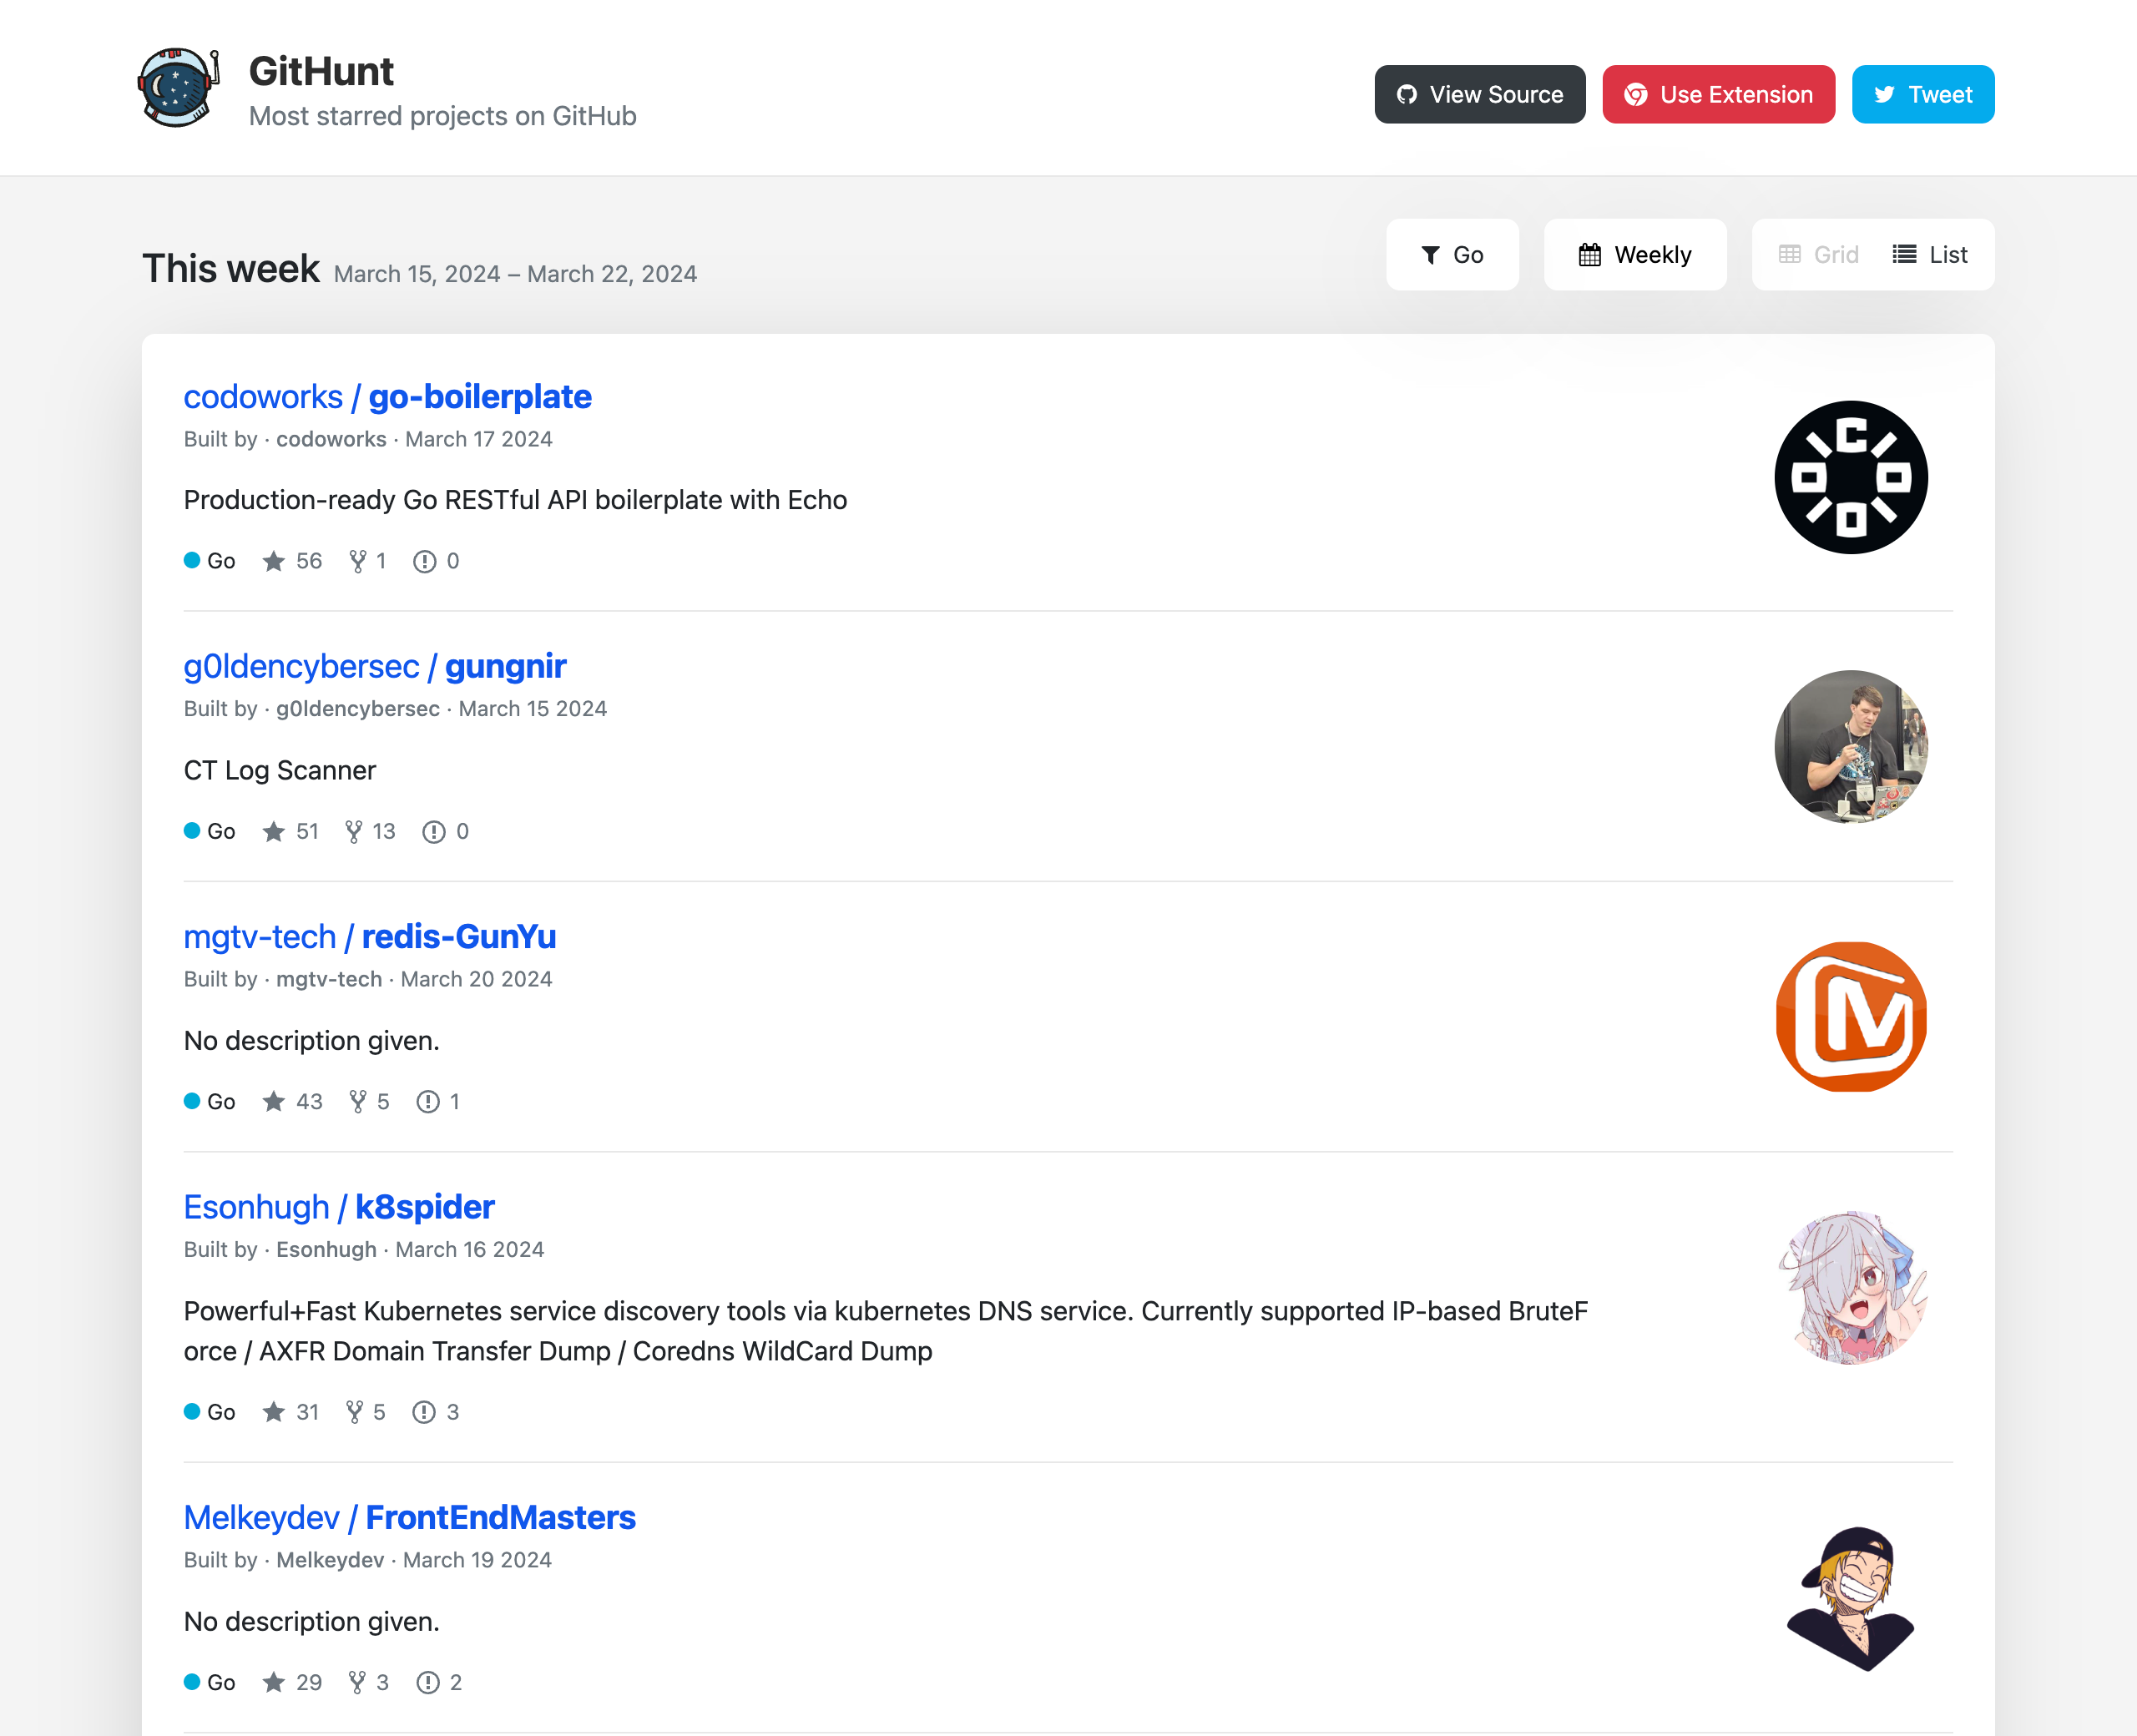 GitHunt
Most starred projects on GitHub
View Source
Use Extension
Tweet
This week March 15, 2024 – March 22, 2024
Go
Weekly
Grid
List
codoworks / go-boilerplate
Built by · codoworks · March 17 2024
Production-ready Go RESTful API boilerplate with Echo
Go 56 1 0
g0ldencybersec / gungnir
Built by · g0ldencybersec · March 15 2024
CT Log Scanner
Go 51 13 0
mgtv-tech / redis-GunYu
Built by · mgtv-tech · March 20 2024
No description given.
Go 43 5 1
Esonhugh / k8spider
Built by · Esonhugh · March 16 2024
Powerful+Fast Kubernetes service discovery tools via kubernetes DNS service. Currently supported IP-based BruteF
orce / AXFR Domain Transfer Dump / Coredns WildCard Dump
Go 31 5 3
Melkeydev / FrontEndMasters
Built by · Melkeydev · March 19 2024
No description given.
Go 29 3 2